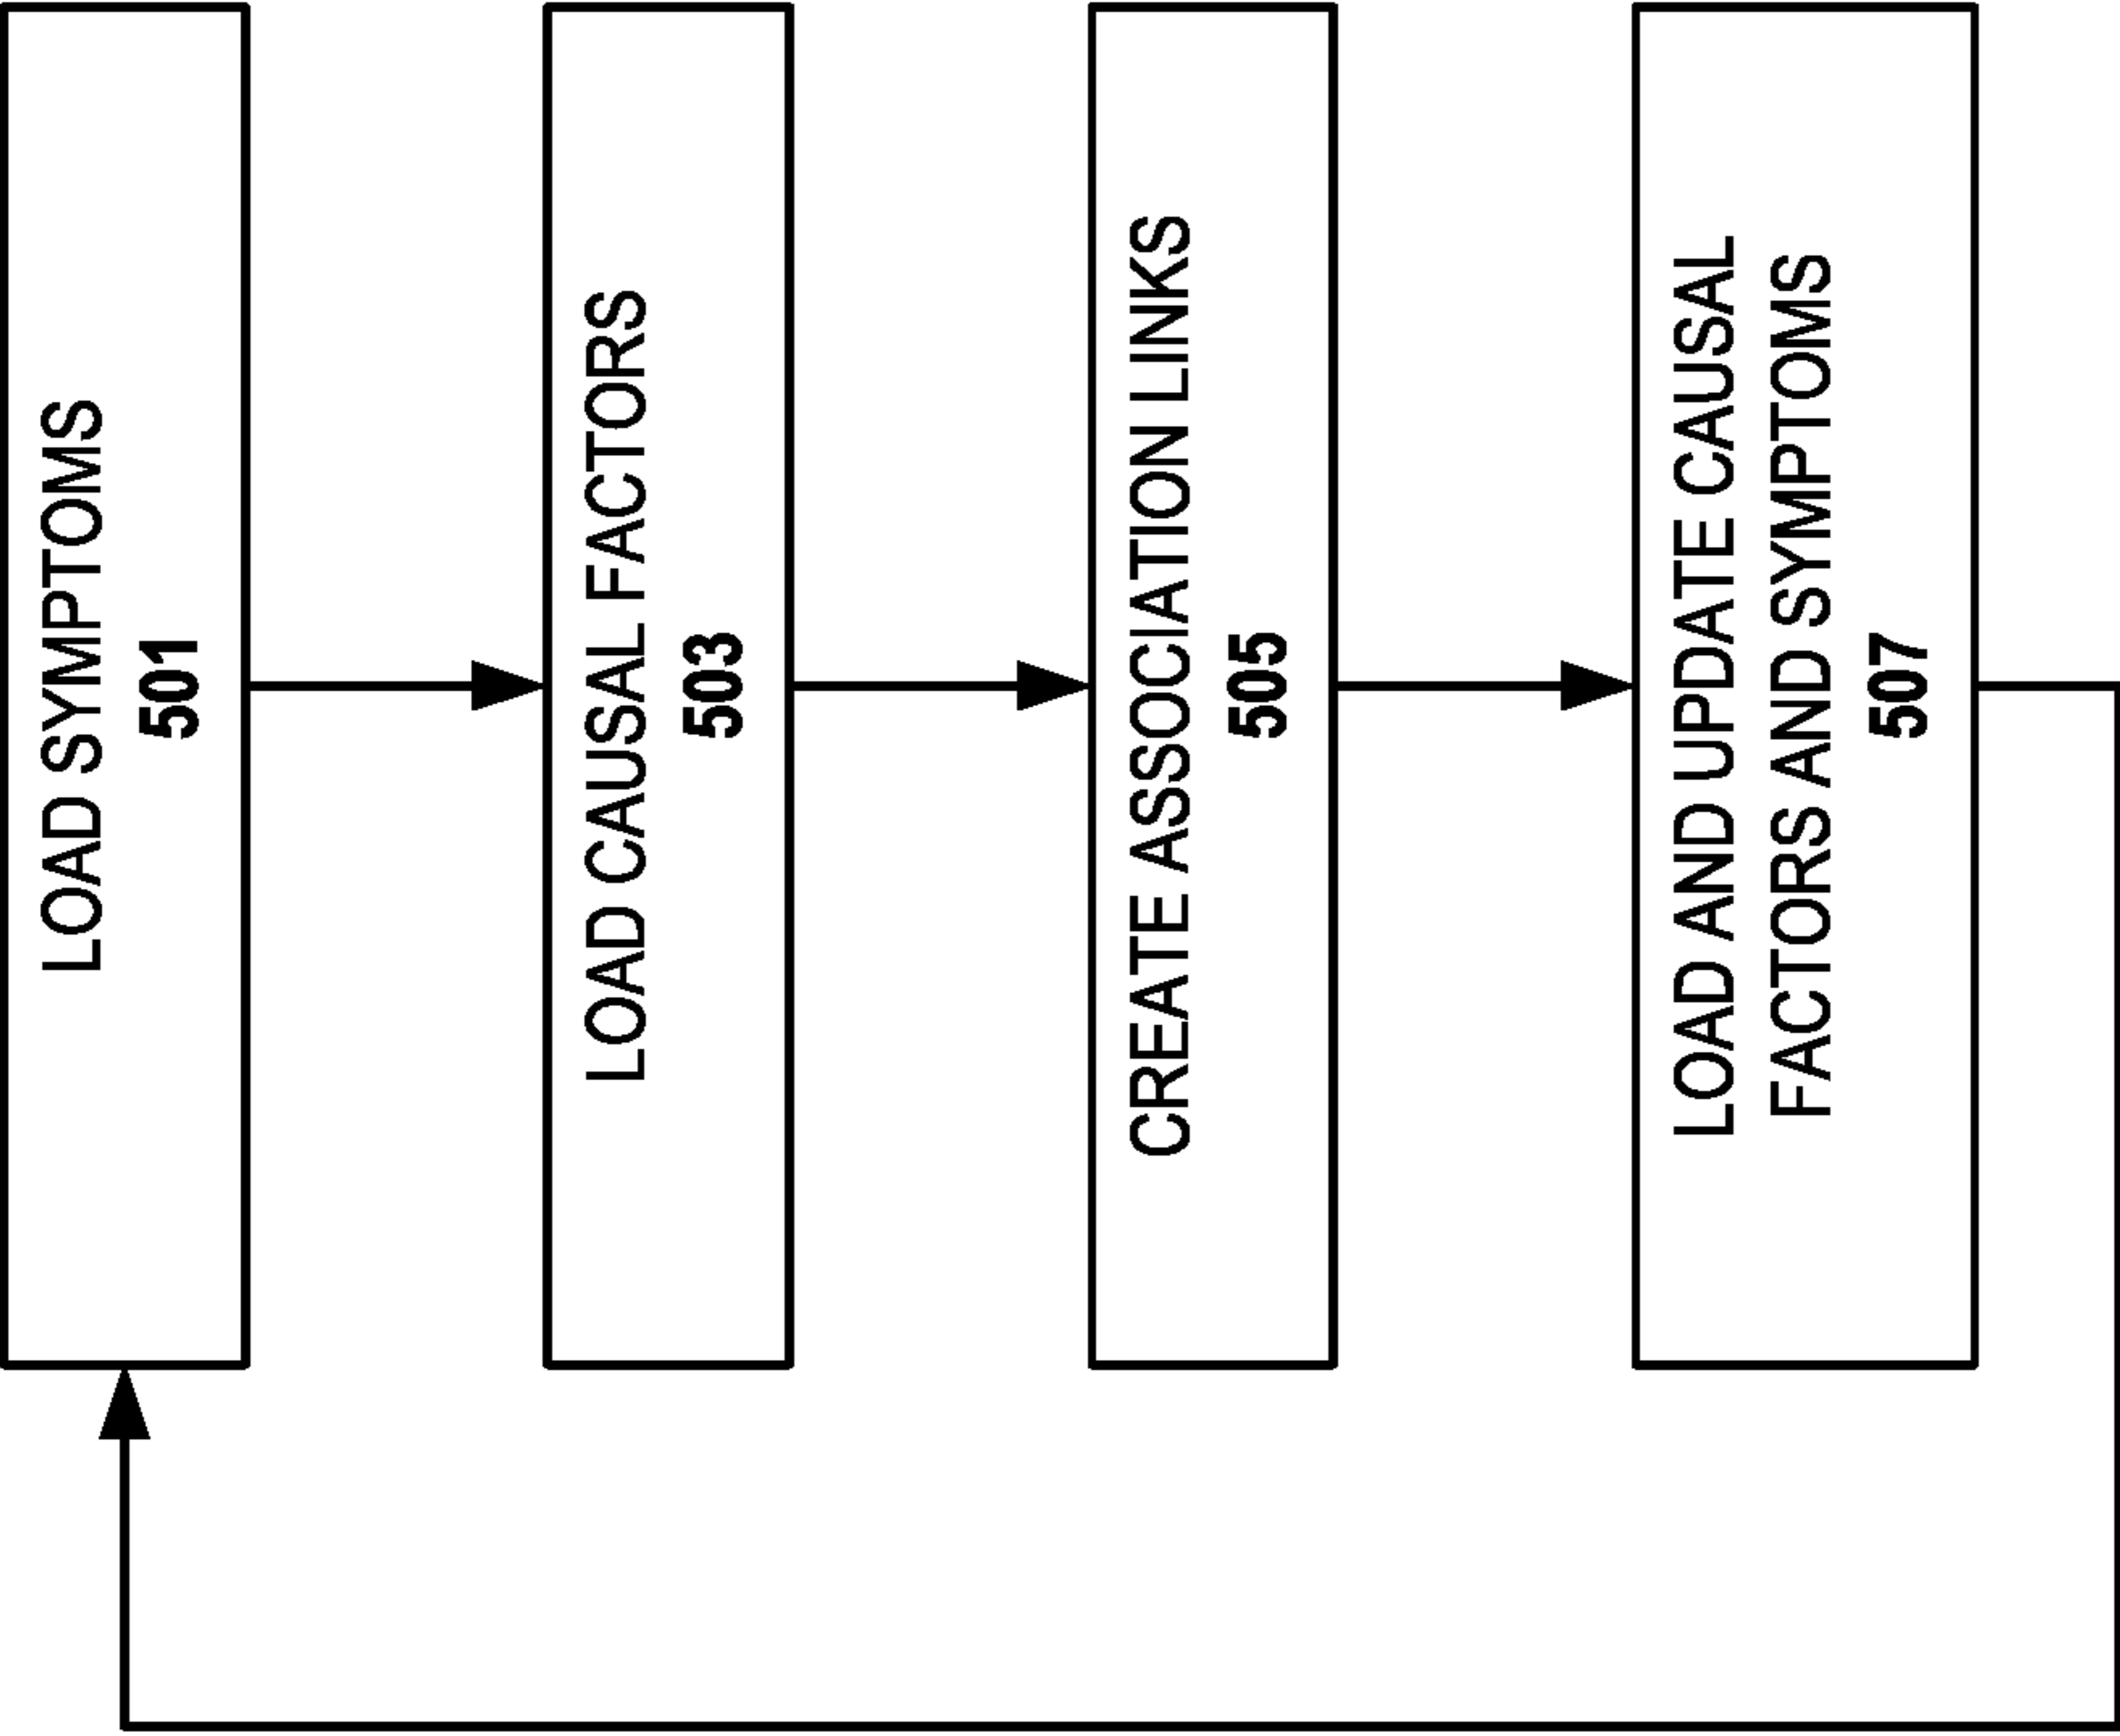 LOAD SYMPTOMS
501
LOAD CAUSAL FACTORS
503
CREATE ASSOCIATION LINKS
505
LOAD AND UPDATE CAUSAL
FACTORS AND SYMPTOMS
507